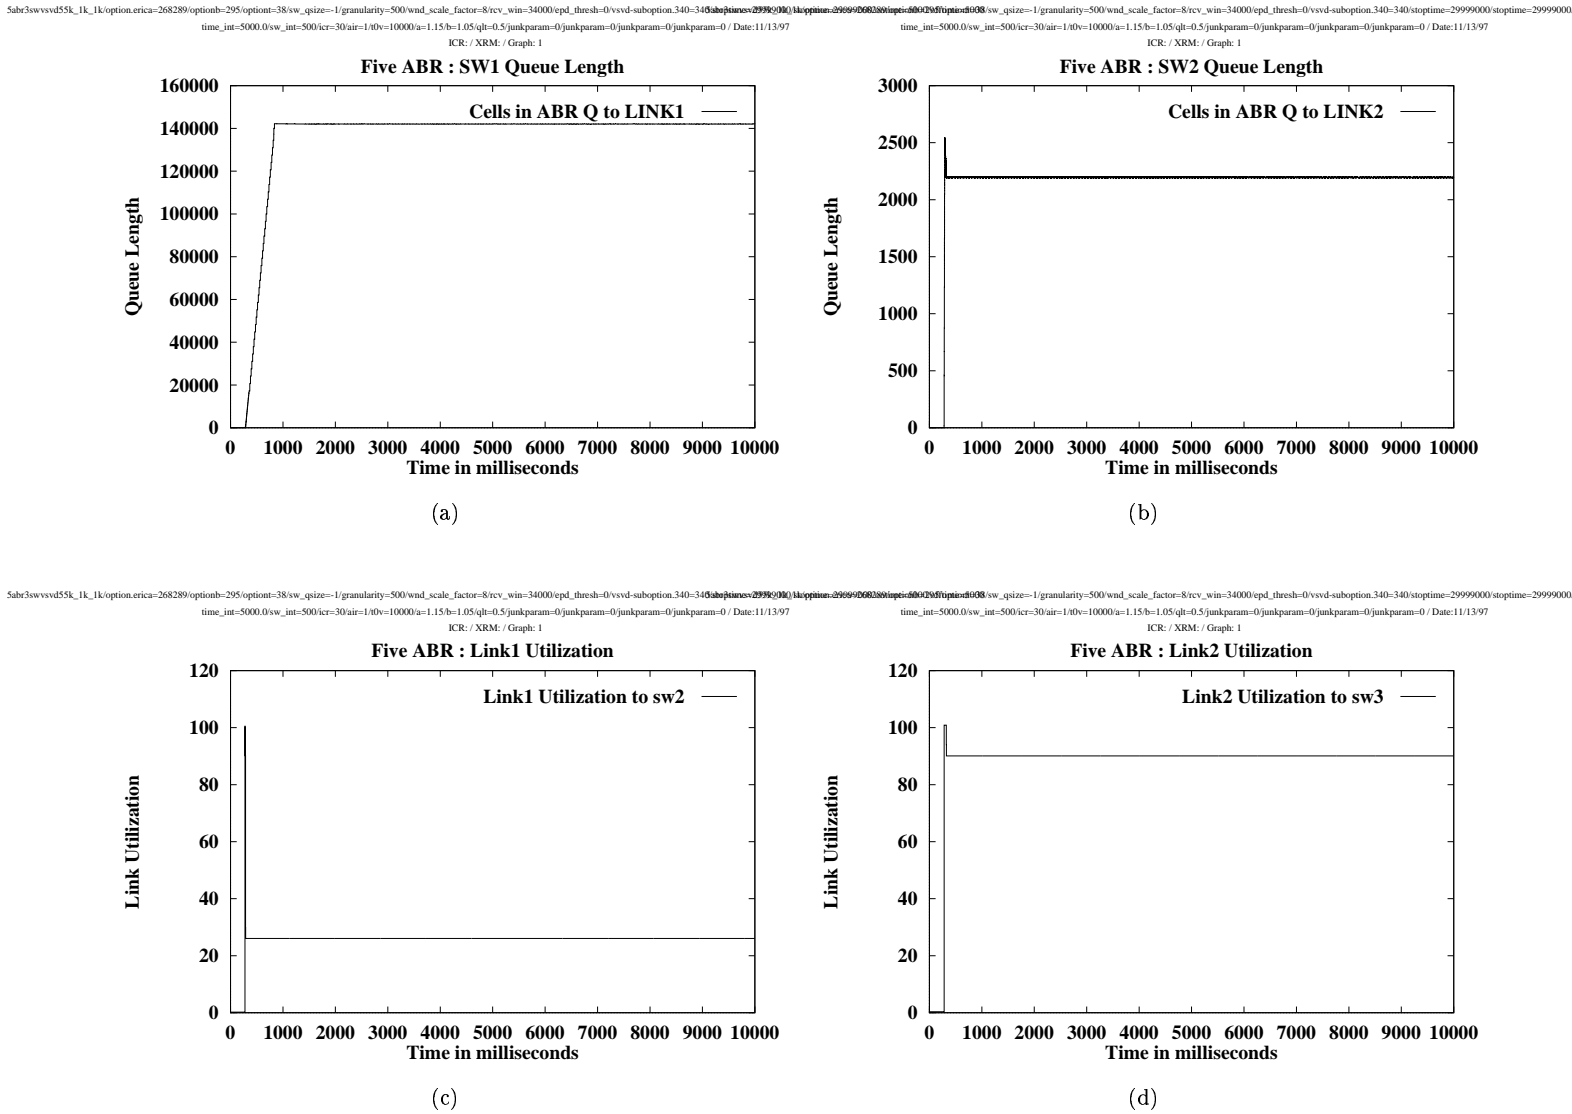 5abr3swvsvd55k_1k_1k/option.erica=268289/optionb=295/optiont=38/sw_qsize=-1/granularity=500/wnd_scale_factor=8/rcv_win=34000/epd_thresh=0/vsvd-suboption.340=
time_int=5000.0/sw_int=500/icr=30/air=1/t0v=10000/a=1.15/b=1.05/qlt=0.5/junkparam=0/junkparam=0/junkparam=0 / Date:11/13/97
ICR: / XRM: / Graph: 1
Five ABR : SW1 Queue Length
Cells in ABR Q to LINK1
160000
140000
120000
100000
80000
60000
40000
20000
0
Queue Length
0 1000 2000 3000 4000 5000 6000 7000 8000 9000 10000
Time in milliseconds
(a)
/sw_qsize=-1/granularity=500/wnd_scale_factor=8/rcv_win=34000/epd_thresh=0/vsvd-suboption.340=340/stoptime=29999000/stoptime=29999000
time_int=5000.0/sw_int=500/icr=30/air=1/t0v=10000/a=1.15/b=1.05/qlt=0.5/junkparam=0/junkparam=0/junkparam=0 / Date:11/13/97
ICR: / XRM: / Graph: 1
Five ABR : SW2 Queue Length
Cells in ABR Q to LINK2
3000
2500
2000
1500
1000
500
0
Queue Length
0 1000 2000 3000 4000 5000 6000 7000 8000 9000 10000
Time in milliseconds
(b)
5abr3swvsvd55k_1k_1k/option.erica=268289/optionb=295/optiont=38/sw_qsize=-1/granularity=500/wnd_scale_factor=8/rcv_win=34000/epd_thresh=0/vsvd-suboption.340=
time_int=5000.0/sw_int=500/icr=30/air=1/t0v=10000/a=1.15/b=1.05/qlt=0.5/junkparam=0/junkparam=0/junkparam=0 / Date:11/13/97
ICR: / XRM: / Graph: 1
Five ABR : Link1 Utilization
Link1 Utilization to sw2
120
100
80
60
40
20
0
Link Utilization
0 1000 2000 3000 4000 5000 6000 7000 8000 9000 10000
Time in milliseconds
(c)
/sw_qsize=-1/granularity=500/wnd_scale_factor=8/rcv_win=34000/epd_thresh=0/vsvd-suboption.340=340/stoptime=29999000/stoptime=29999000
time_int=5000.0/sw_int=500/icr=30/air=1/t0v=10000/a=1.15/b=1.05/qlt=0.5/junkparam=0/junkparam=0/junkparam=0 / Date:11/13/97
ICR: / XRM: / Graph: 1
Five ABR : Link2 Utilization
Link2 Utilization to sw3
120
100
80
60
40
20
0
Link Utilization
0 1000 2000 3000 4000 5000 6000 7000 8000 9000 10000
Time in milliseconds
(d)